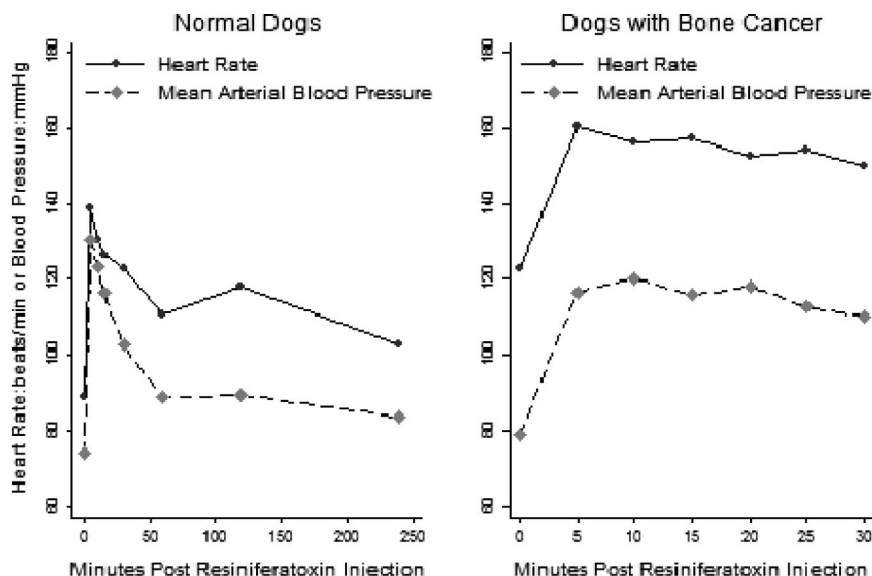 Normal Dogs
Heart Rate
Mean Arterial Blood Pressure
Heart Rate:beats/min or Blood Pressure:mmHg
180
160
140
120
100
80
60
0 50 100 150 200 250
Minutes Post Resiniferatoxin Injection
Dogs with Bone Cancer
Heart Rate
Mean Arterial Blood Pressure
180
160
140
120
100
80
60
0 5 10 15 20 25 30
Minutes Post Resiniferatoxin Injection